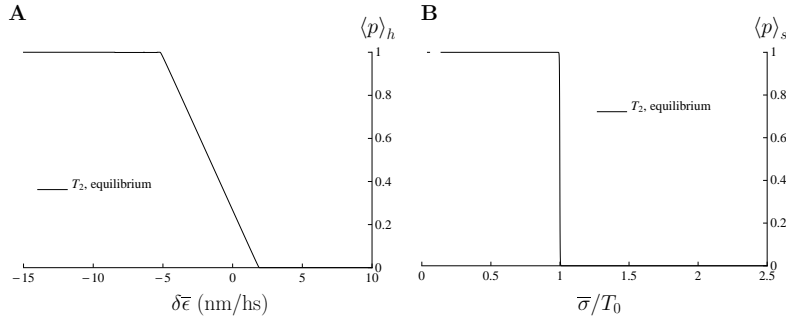 A
⟨p⟩ₕ
1
0.8
0.6
0.4
0.2
0
T₂, equilibrium
−15 −10 −5 0 5 10
δϵ̅ (nm/hs)
B
⟨p⟩ₛ
1
0.8
0.6
0.4
0.2
0
T₂, equilibrium
0 0.5 1 1.5 2 2.5
σ̅/T₀